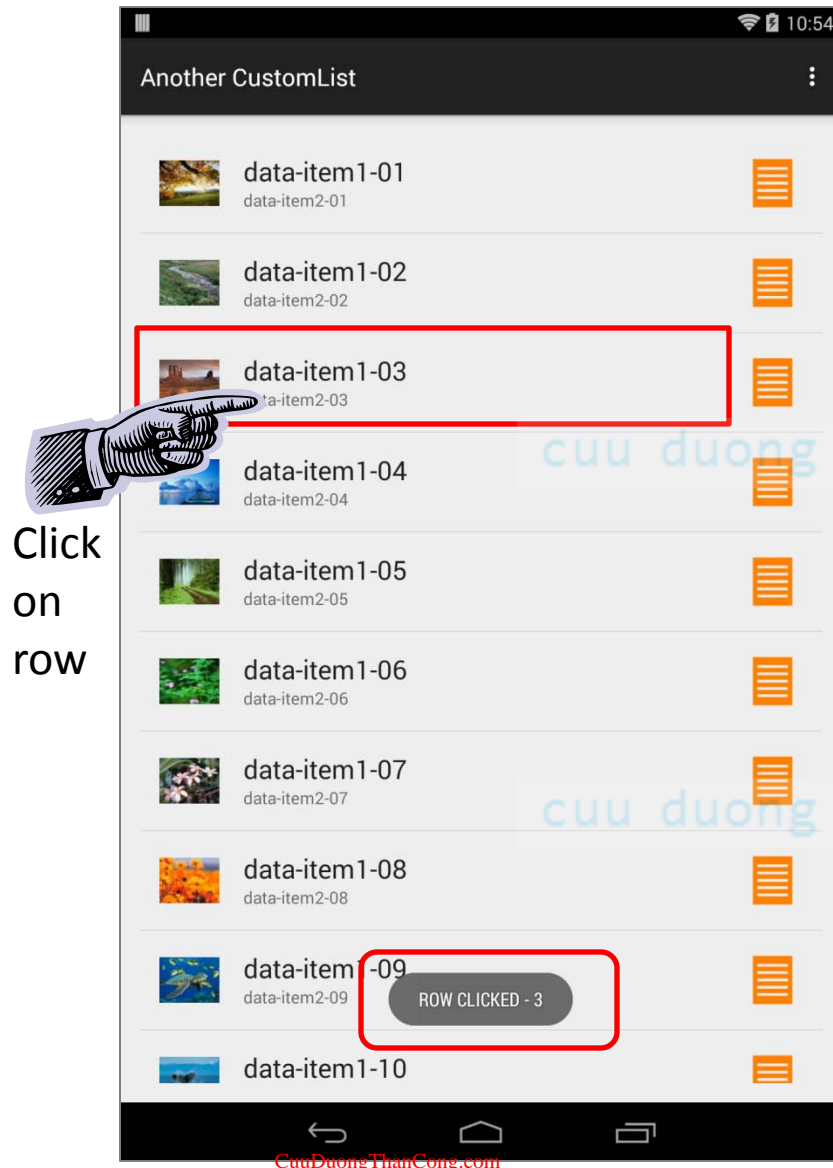 10:54
Another CustomList
data-item1-01
data-item2-01
data-item1-02
data-item2-02
data-item1-03
ta-item2-03
cuu duong
data-item1-04
data-item2-04
Click
on
row
data-item1-05
data-item2-05
data-item1-06
data-item2-06
data-item1-07
data-item2-07
cuu duong
data-item1-08
data-item2-08
data-item1-09
data-item2-09
ROW CLICKED - 3
data-item1-10
CuuDuongThanCong.com